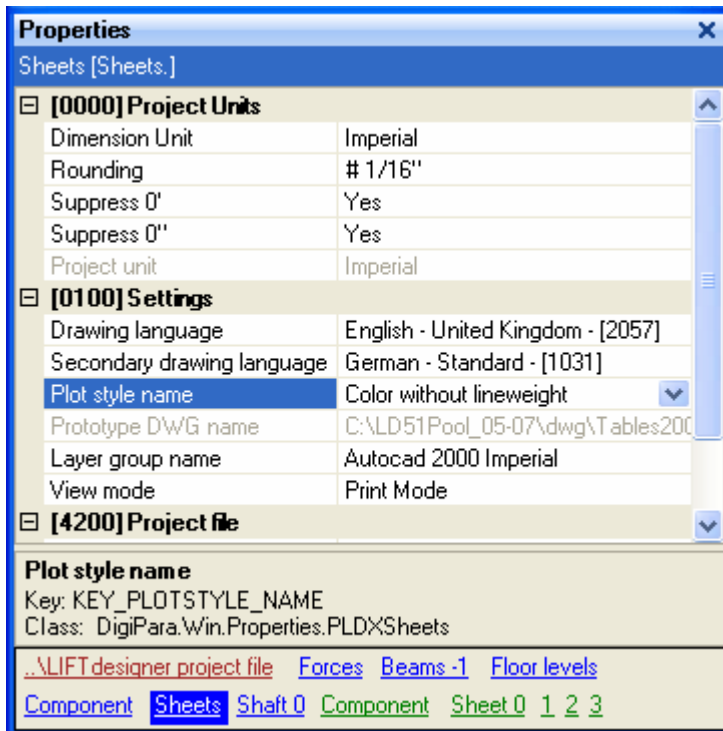 Properties
Sheets [Sheets.]
[0000] Project Units
Dimension Unit Imperial
Rounding # 1/16"
Suppress 0' Yes
Suppress 0" Yes
Project unit Imperial
[0100] Settings
Drawing language English - United Kingdom - [2057]
Secondary drawing language German - Standard - [1031]
Plot style name Color without lineweight
Prototype DWG name C:\LD51Pool_05-07\dwg\Tables200
Layer group name Autocad 2000 Imperial
View mode Print Mode
[4200] Project file
Plot style name
Key: KEY_PLOTSTYLE_NAME
Class: DigiPara.Win.Properties.PLDXSheets
..\LIFTdesigner project file Forces Beams -1 Floor levels
Component Sheets Shaft 0 Component Sheet 0 1 2 3